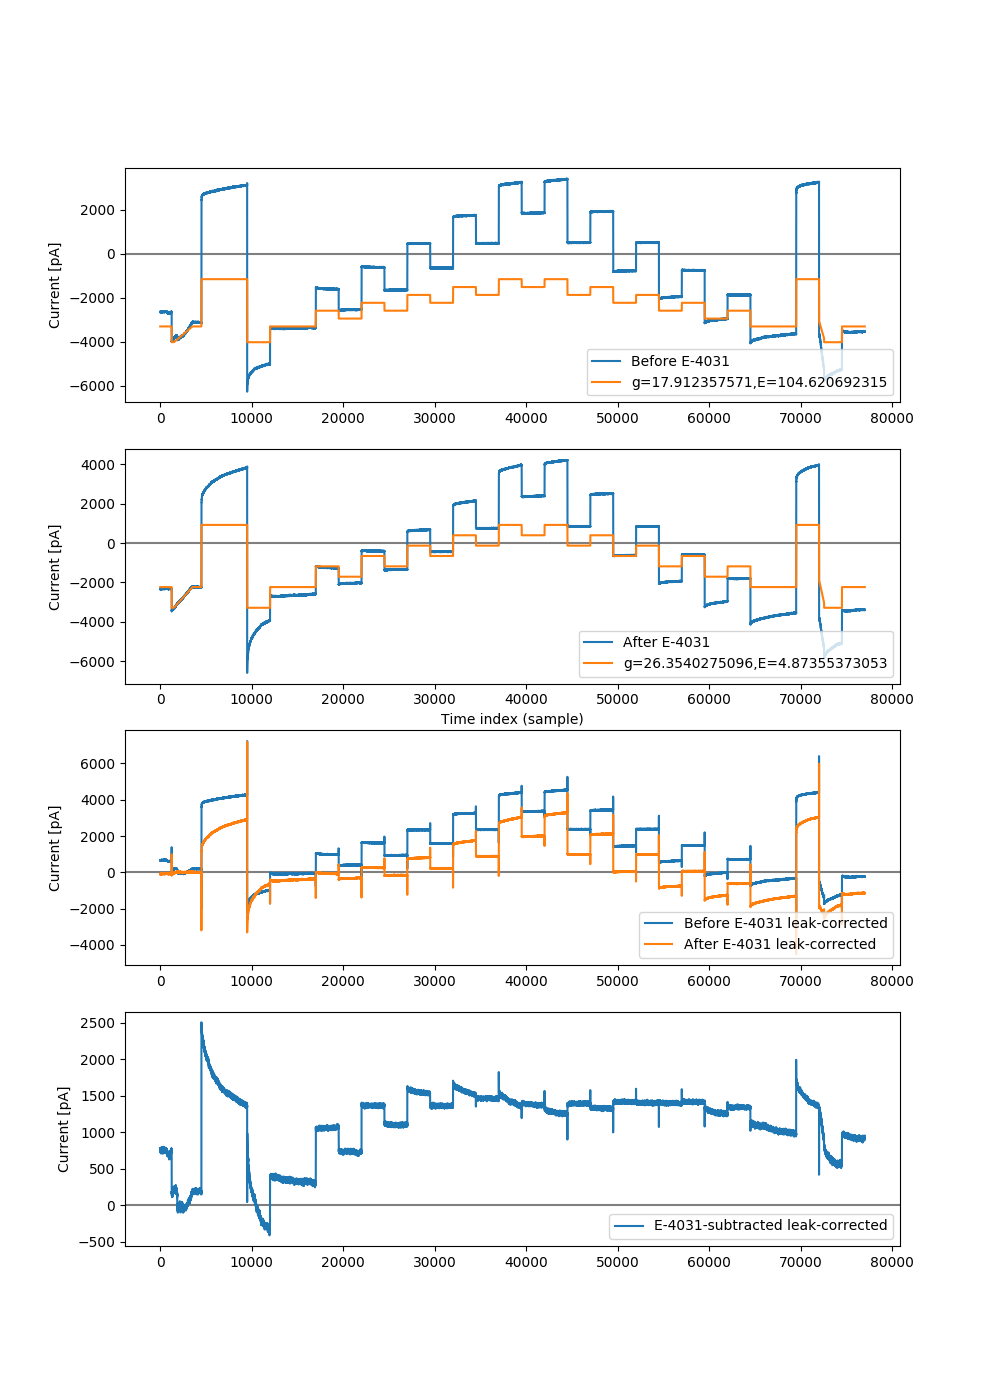 2000
0
−2000
−4000
−6000
Current [pA]
Before E-4031
g=17.912357571,E=104.620692315
0 10000 20000 30000 40000 50000 60000 70000 80000
4000
2000
0
−2000
−4000
−6000
Current [pA]
After E-4031
g=26.3540275096,E=4.87355373053
0 10000 20000 30000 40000 50000 60000 70000 80000
Time index (sample)
6000
4000
2000
0
−2000
−4000
Current [pA]
Before E-4031 leak-corrected
After E-4031 leak-corrected
0 10000 20000 30000 40000 50000 60000 70000 80000
2500
2000
1500
1000
500
0
−500
Current [pA]
E-4031-subtracted leak-corrected
0 10000 20000 30000 40000 50000 60000 70000 80000